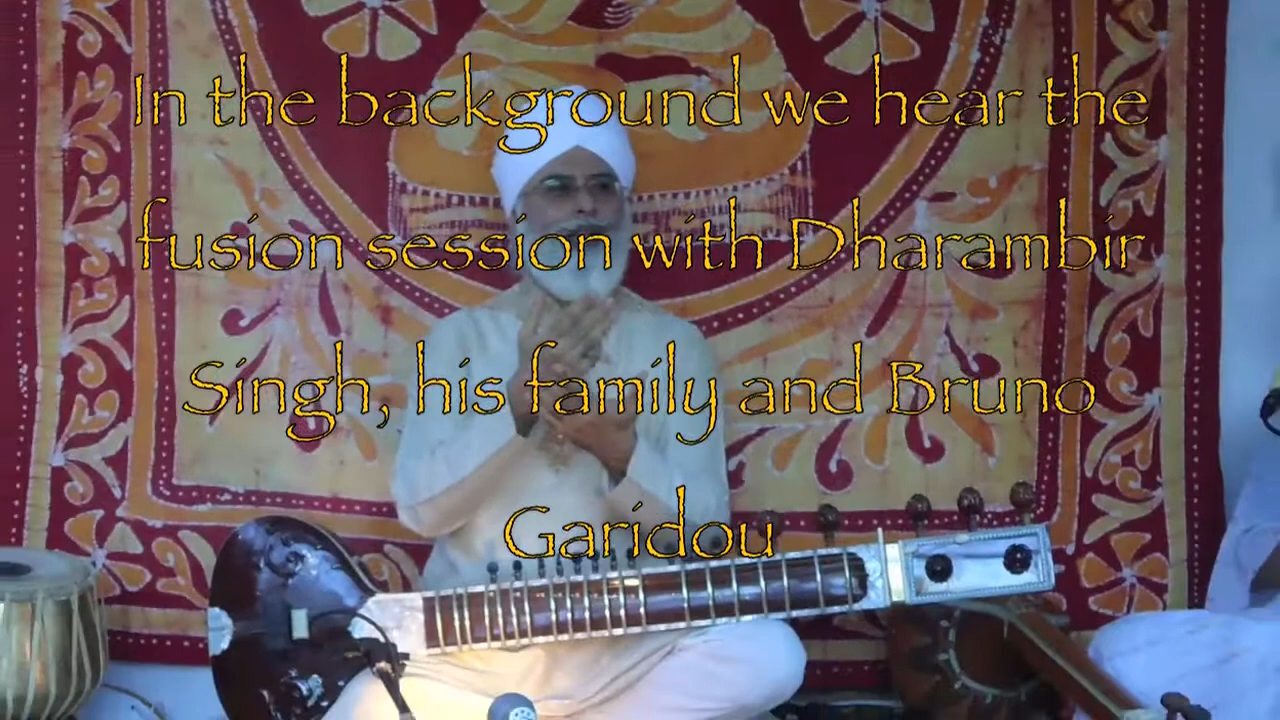 In the background we hear the
fusion session with Dharambir
Singh, his family and Bruno
Garidou